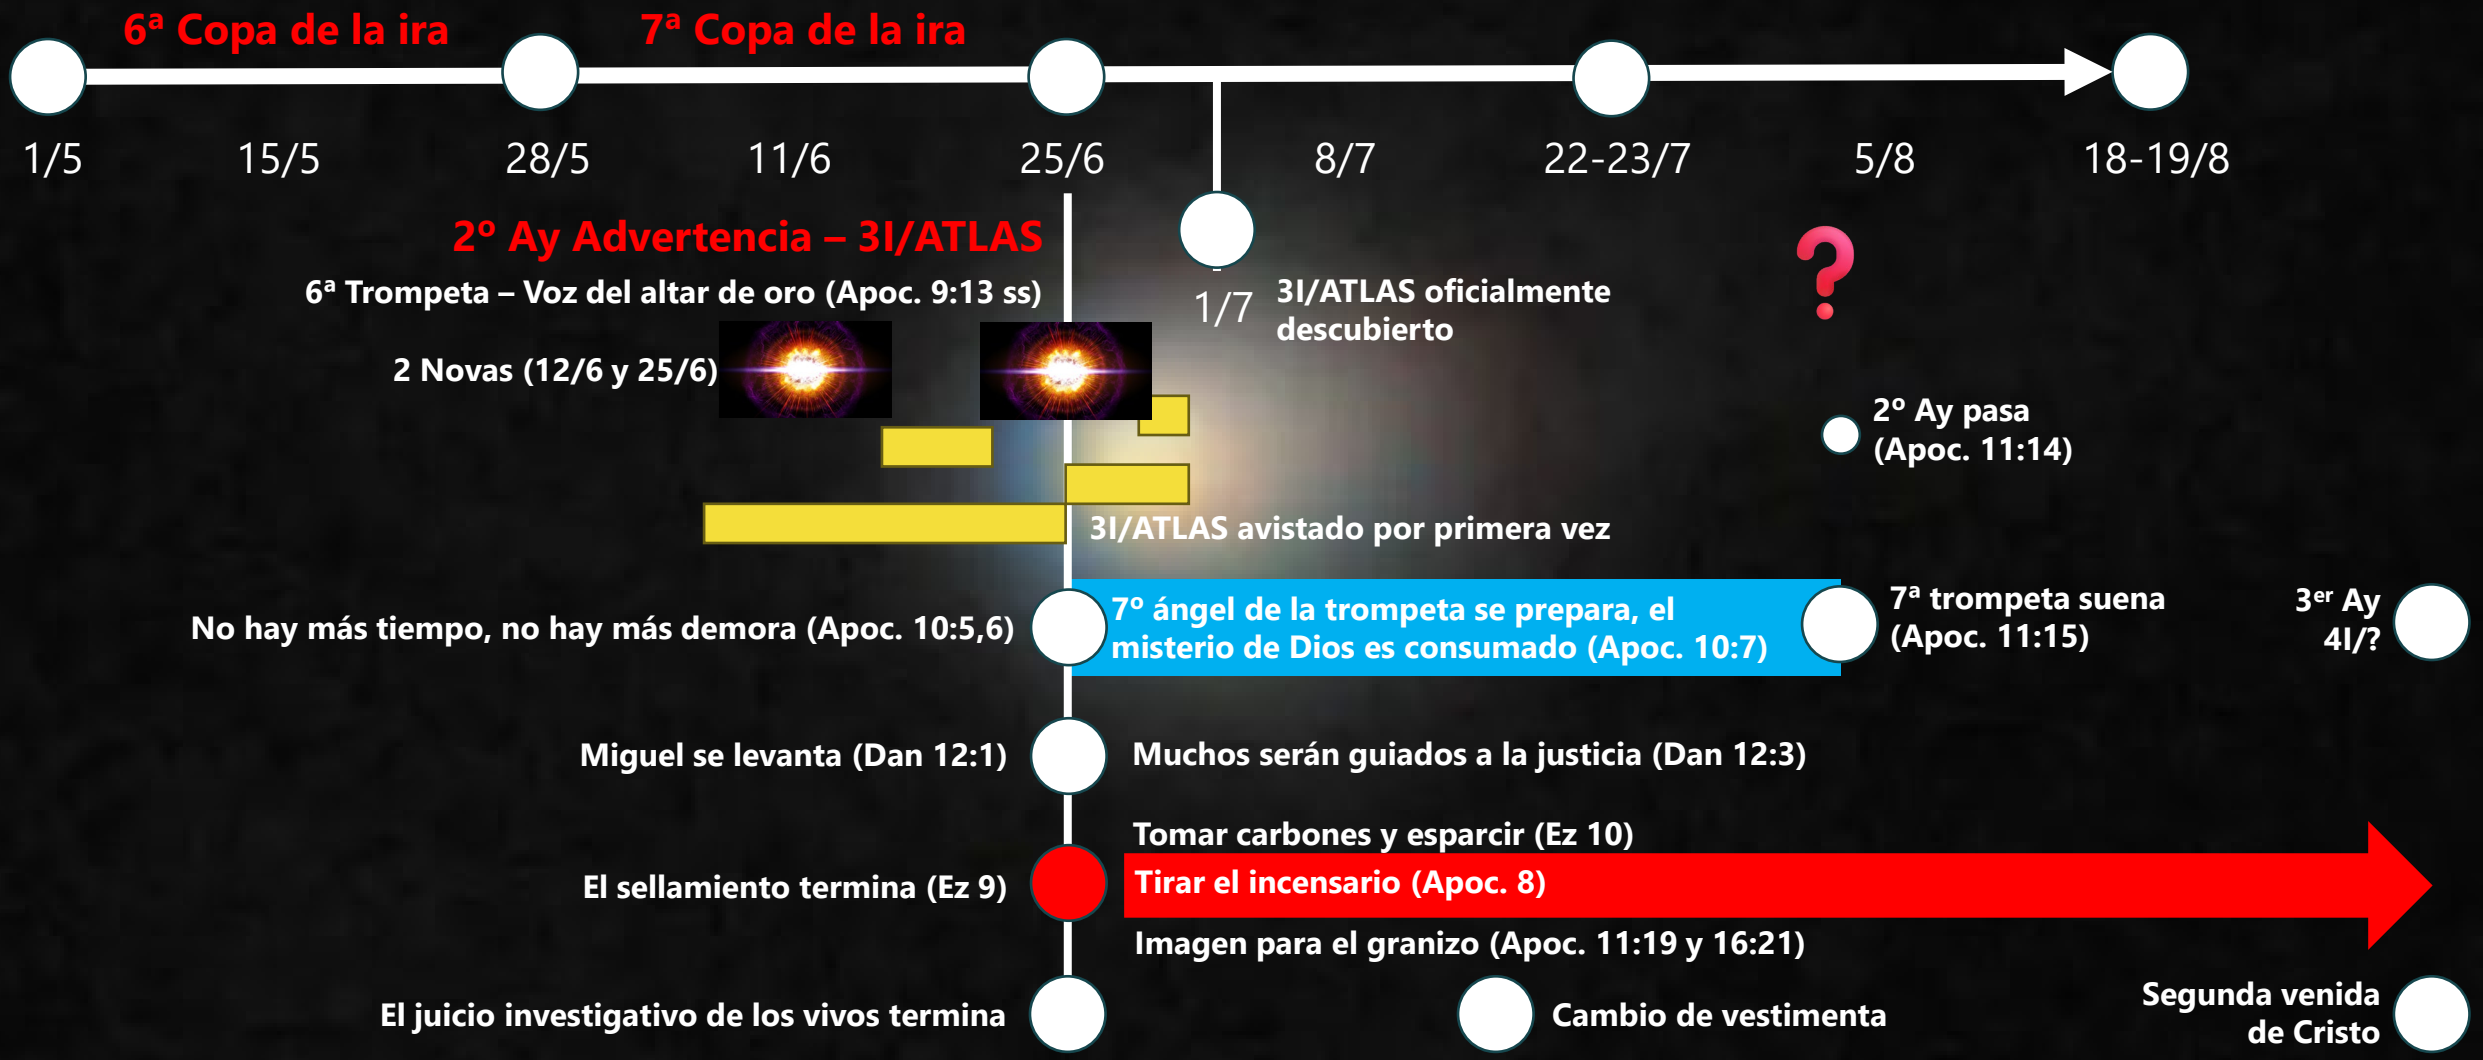 6ª Copa de la ira
7ª Copa de la ira
1/5
15/5
28/5
11/6
25/6
8/7
22-23/7
5/8
18-19/8
2º Ay Advertencia – 3I/ATLAS
6ª Trompeta – Voz del altar de oro (Apoc. 9:13 ss)
1/7
3I/ATLAS oficialmente
descubierto
?
2 Novas (12/6 y 25/6)
2º Ay pasa
(Apoc. 11:14)
3I/ATLAS avistado por primera vez
No hay más tiempo, no hay más demora (Apoc. 10:5,6)
7º ángel de la trompeta se prepara, el
misterio de Dios es consumado (Apoc. 10:7)
7ª trompeta suena
(Apoc. 11:15)
3er Ay
4I/?
Miguel se levanta (Dan 12:1)
Muchos serán guiados a la justicia (Dan 12:3)
Tomar carbones y esparcir (Ez 10)
El sellamiento termina (Ez 9)
Tirar el incensario (Apoc. 8)
Imagen para el granizo (Apoc. 11:19 y 16:21)
El juicio investigativo de los vivos termina
Cambio de vestimenta
Segunda venida
de Cristo